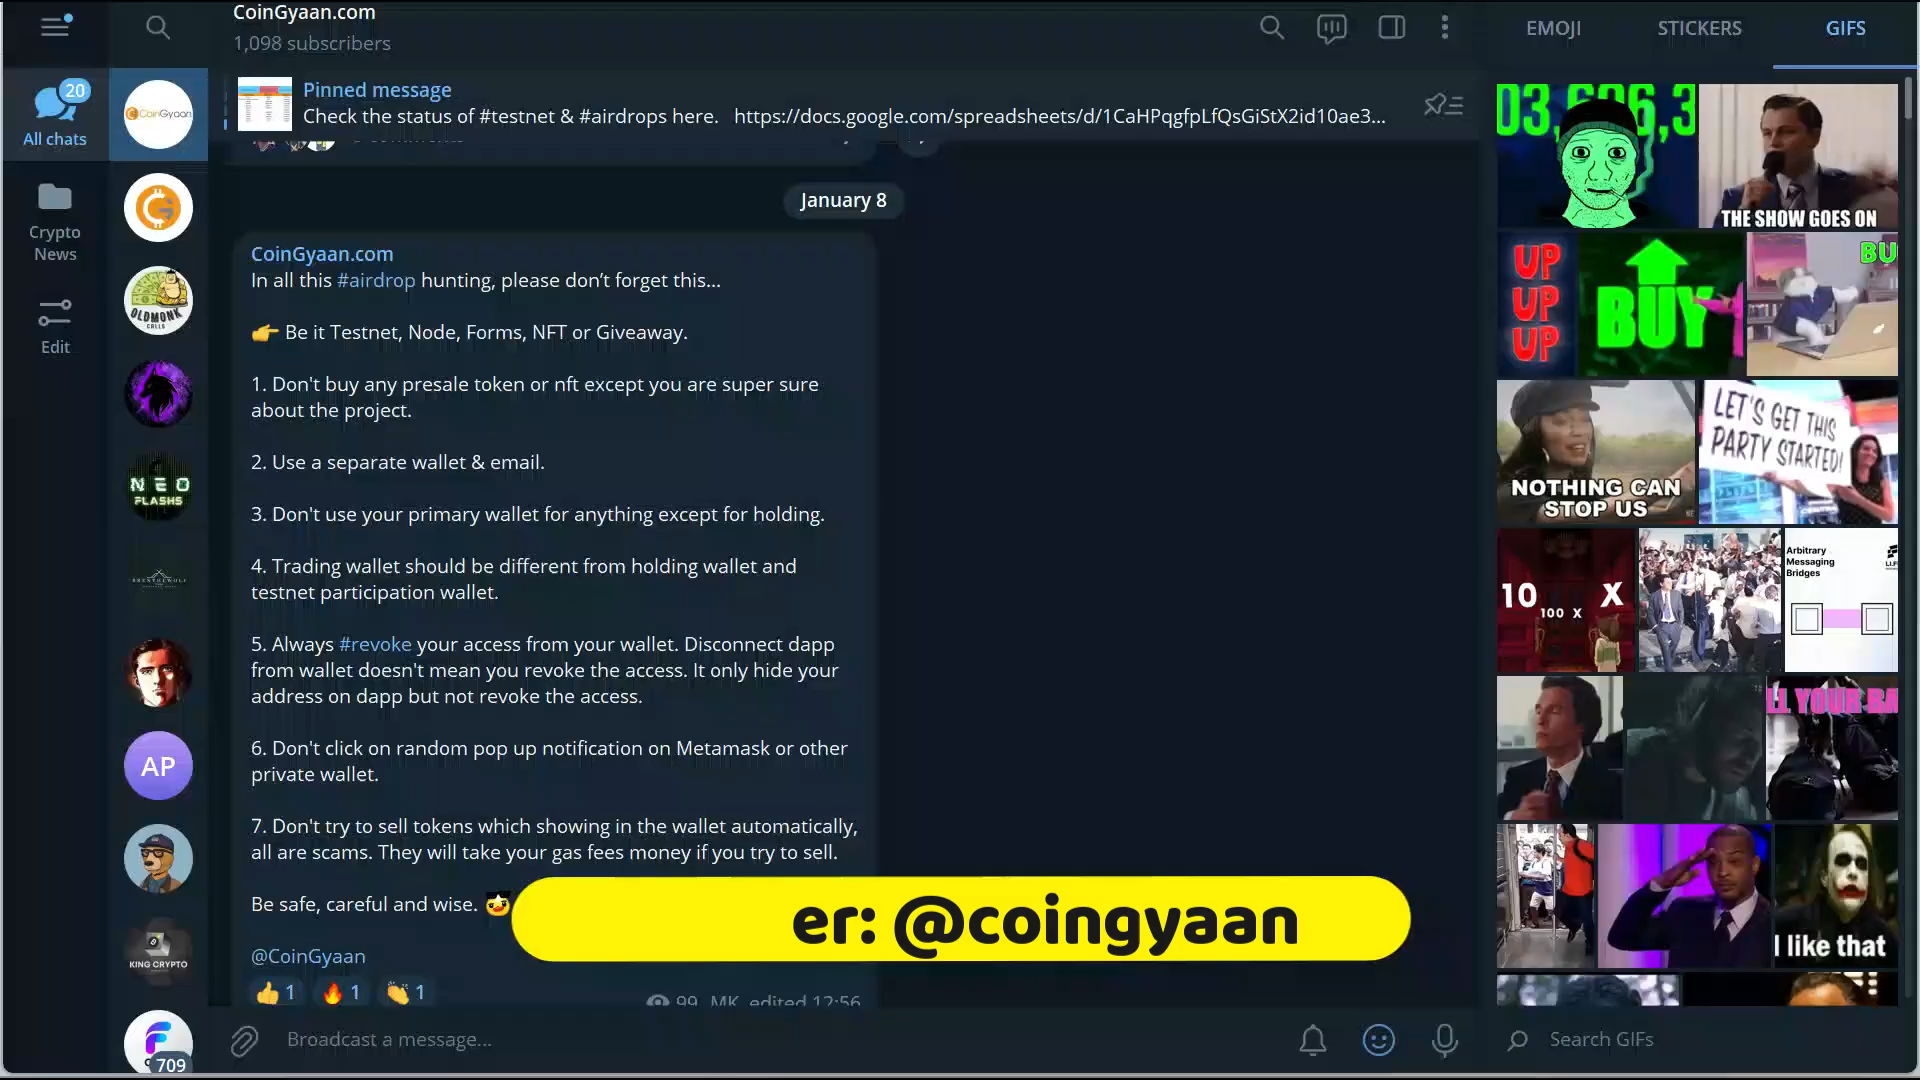 CoinGyaan.com
1,098 subscribers
EMOJI
STICKERS
GIFS
20
All chats
Crypto
News
Edit
CoinGyaan
Pinned message
Check the status of #testnet & #airdrops here. https://docs.google.com/spreadsheets/d/1CaHPqgfpLfQsGiStX2id10ae3...
January 8
CoinGyaan.com
In all this #airdrop hunting, please don’t forget this...
👉 Be it Testnet, Node, Forms, NFT or Giveaway.
1. Don't buy any presale token or nft except you are super sure
about the project.
2. Use a separate wallet & email.
3. Don't use your primary wallet for anything except for holding.
4. Trading wallet should be different from holding wallet and
testnet participation wallet.
5. Always #revoke your access from your wallet. Disconnect dapp
from wallet doesn't mean you revoke the access. It only hide your
address on dapp but not revoke the access.
6. Don't click on random pop up notification on Metamask or other
private wallet.
7. Don't try to sell tokens which showing in the wallet automatically,
all are scams. They will take your gas fees money if you try to sell.
Be safe, careful and wise.
@CoinGyaan
👍 1 🔥 1 👏 1
99 MK, edited 12:56
er: @coingyaan
Broadcast a message...
Search GIFs
OLDMONK
CALLS
NEO
FLASHS
AP
KING CRYPTO
709
THE SHOW GOES ON
UP
UP
UP
BUY
BU
NOTHING CAN
STOP US
LET'S GET THIS
PARTY STARTED!
10
100 X
X
Arbitrary
Messaging
Bridges
LI.FI
LL YOUR BA
I like that